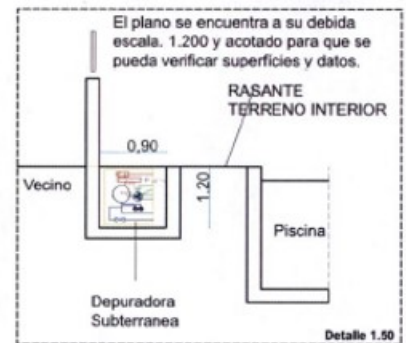 El plano se encuentra a su debida
escala. 1.200 y acotado para que se
pueda verificar superficies y datos.
RASANTE
TERRENO INTERIOR
0,90
Vecino
1.20
Piscina
Depuradora
Subterranea
Detalle 1.50